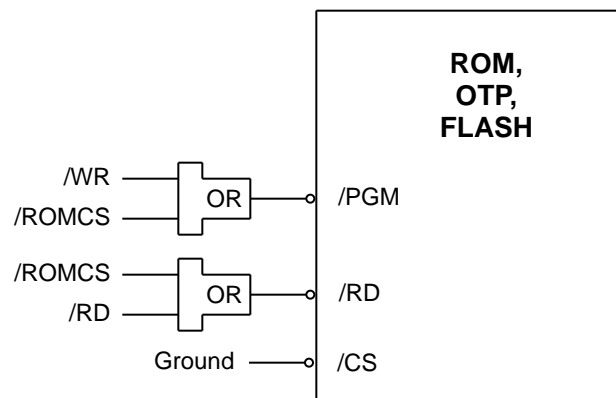 ROM,
OTP,
FLASH
/WR
/ROMCS
OR
/PGM
/ROMCS
/RD
OR
/RD
Ground
/CS